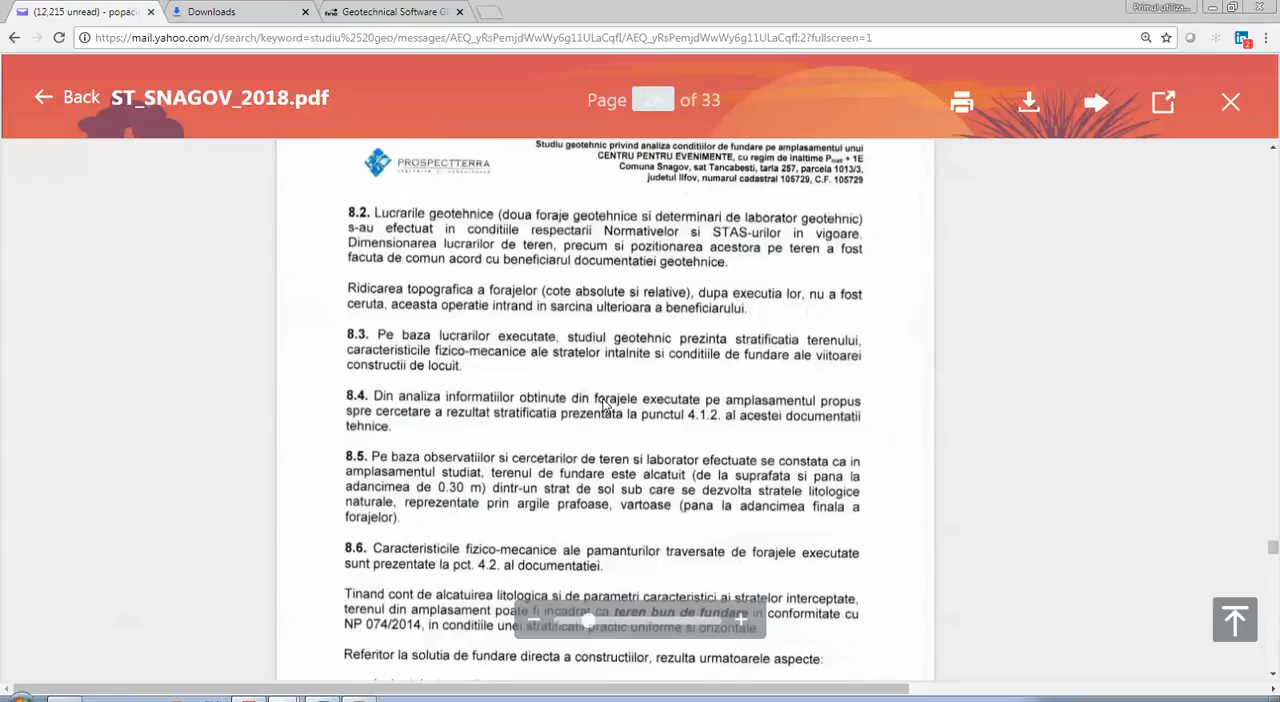 (12,215 unread) - popaci
Downloads
Geotechnical Software GE
Primul utiliza...
https://mail.yahoo.com/d/search/keyword=studiu%2520geo/messages/AEQ_yRsPemjdWwWy6g11ULaCqfI/AEQ_yRsPemjdWwWy6g11ULaCqfI:2?fullscreen=1
2
Back ST_SNAGOV_2018.pdf
Page 26 of 33
PROSPECTTERRA
Studiu geotehnic privind analiza conditiilor de fundare pe amplasamentul unui
CENTRU PENTRU EVENIMENTE, cu regim de inaltime Pmax + 1E
Comuna Snagov, sat Tancabesti, tarla 257, parcela 1013/3,
judetul Ilfov, numarul cadastral 105729, C.F. 105729
8.2. Lucrarile geotehnice (doua foraje geotehnice si determinari de laborator geotehnic)
s-au efectuat in conditiile respectarii Normativelor si STAS-urilor in vigoare.
Dimensionarea lucrarilor de teren, precum si pozitionarea acestora pe teren a fost
facuta de comun acord cu beneficiarul documentatiei geotehnice.
Ridicarea topografica a forajelor (cote absolute si relative), dupa executia lor, nu a fost
ceruta, aceasta operatie intrand in sarcina ulterioara a beneficiarului.
8.3. Pe baza lucrarilor executate, studiul geotehnic prezinta stratificatia terenului,
caracteristicile fizico-mecanice ale stratelor intalnite si conditiile de fundare ale viitoarei
constructii de locuit.
8.4. Din analiza informatiilor obtinute din forajele executate pe amplasamentul propus
spre cercetare a rezultat stratificatia prezentata la punctul 4.1.2. al acestei documentatii
tehnice.
8.5. Pe baza observatiilor si cercetarilor de teren si laborator efectuate se constata ca in
amplasamentul studiat, terenul de fundare este alcatuit (de la suprafata si pana la
adancimea de 0.30 m) dintr-un strat de sol sub care se dezvolta stratele litologice
naturale, reprezentate prin argile prafoase, vartoase (pana la adancimea finala a
forajelor).
8.6. Caracteristicile fizico-mecanice ale pamanturilor traversate de forajele executate
sunt prezentate la pct. 4.2. al documentatiei.
Tinand cont de alcatuirea litologica si de parametri caracteristici ai stratelor interceptate,
terenul din amplasament poate fi incadrat ca teren bun de fundare in conformitate cu
NP 074/2014, in conditiile unei stratificatii practic uniforme si orizontale
Referitor la solutia de fundare directa a constructiilor, rezulta urmatoarele aspecte: